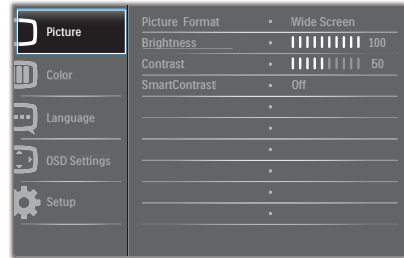 Picture
Color
Language
OSD Settings
Setup
Picture Format Wide Screen
Brightness 100
Contrast 50
SmartContrast Off